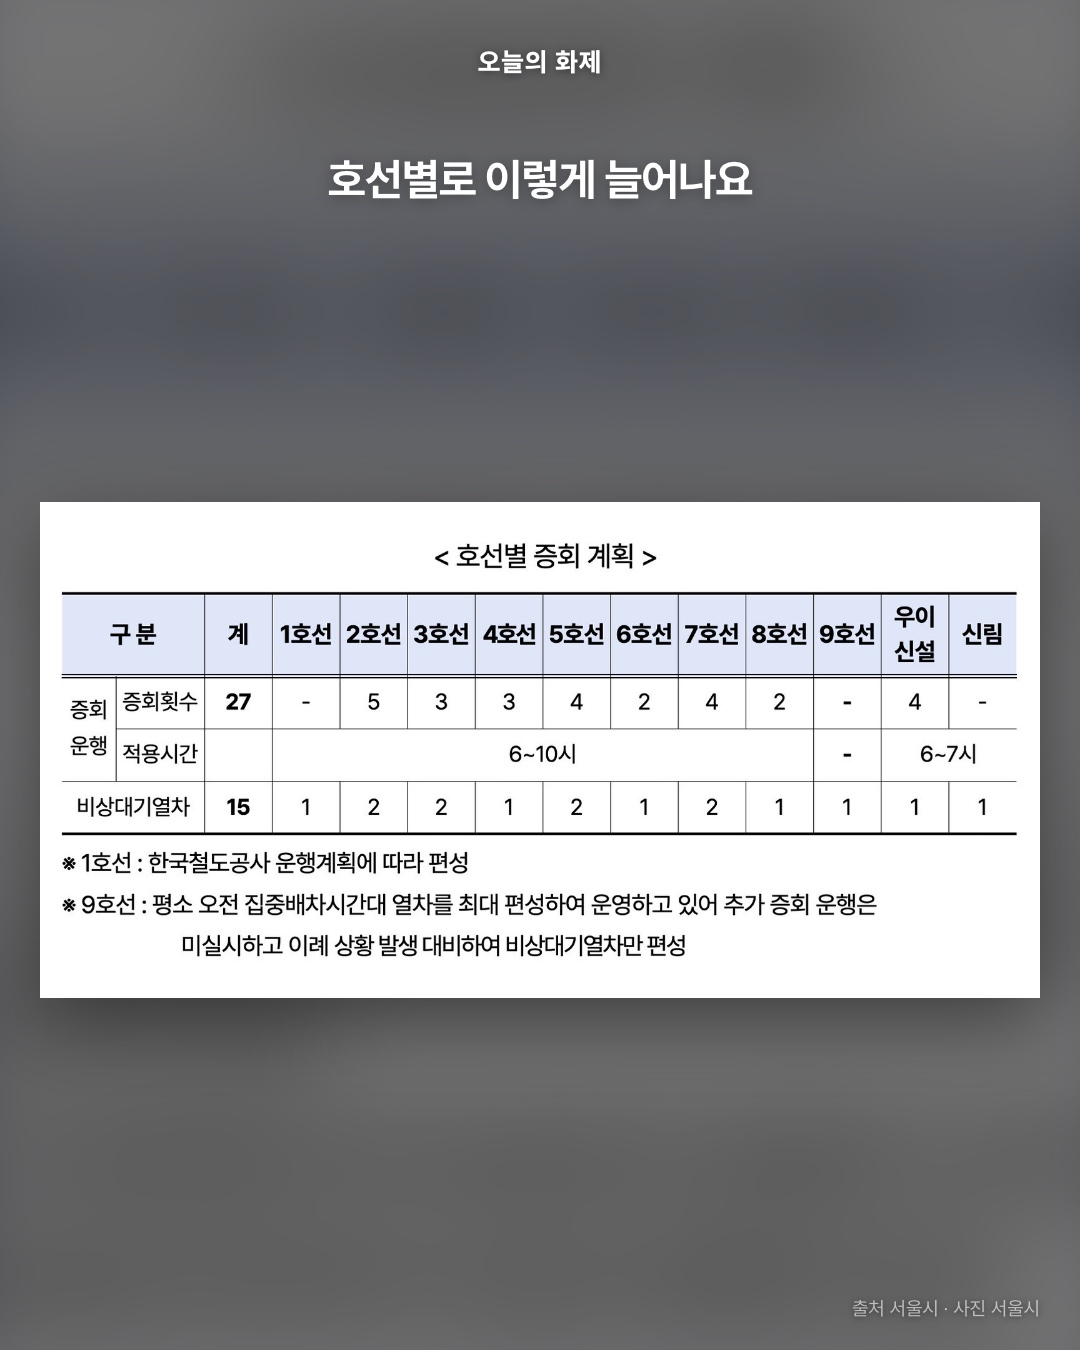 오늘의 화제
호선별로 이렇게 늘어나요
< 호선별 증회 계획 >
구 분 계 1호선 2호선 3호선 4호선 5호선 6호선 7호선 8호선 9호선 우이신설 신림
증회운행 증회횟수 27 - 5 3 3 4 2 4 2 - 4 -
적용시간 6~10시 - 6~7시
비상대기열차 15 1 2 2 1 2 1 2 1 1 1 1
※ 1호선 : 한국철도공사 운행계획에 따라 편성
※ 9호선 : 평소 오전 집중배차시간대 열차를 최대 편성하여 운영하고 있어 추가 증회 운행은
미실시하고 이례 상황 발생 대비하여 비상대기열차만 편성
출처 서울시 · 사진 서울시